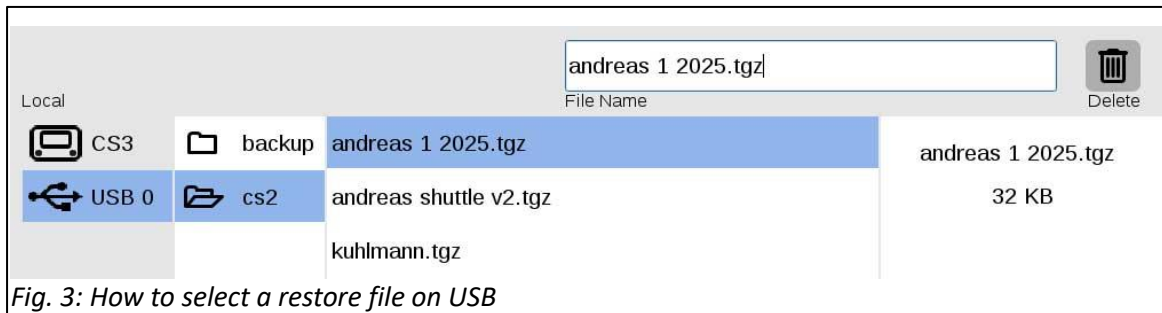 andreas 1 2025.tgz
Local
File Name
Delete
CS3
backup
andreas 1 2025.tgz
andreas 1 2025.tgz
USB 0
cs2
andreas shuttle v2.tgz
32 KB
kuhlmann.tgz
Fig. 3: How to select a restore file on USB